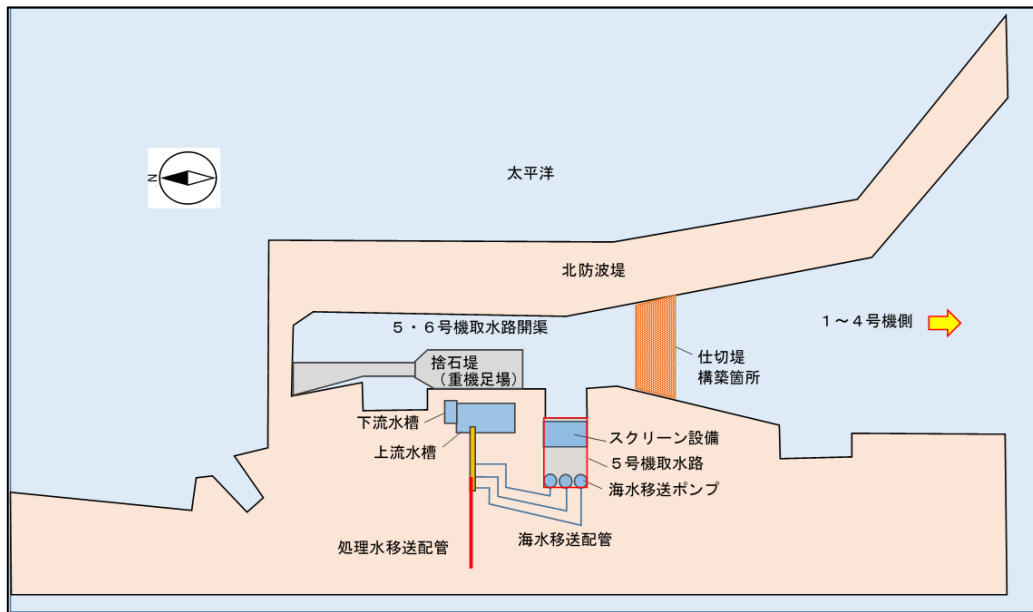 N
太平洋
北防波堤
５・６号機取水路開渠
１～４号機側
捨石堤
（重機足場）
仕切堤
構築箇所
下流水槽
上流水槽
スクリーン設備
５号機取水路
海水移送ポンプ
処理水移送配管
海水移送配管